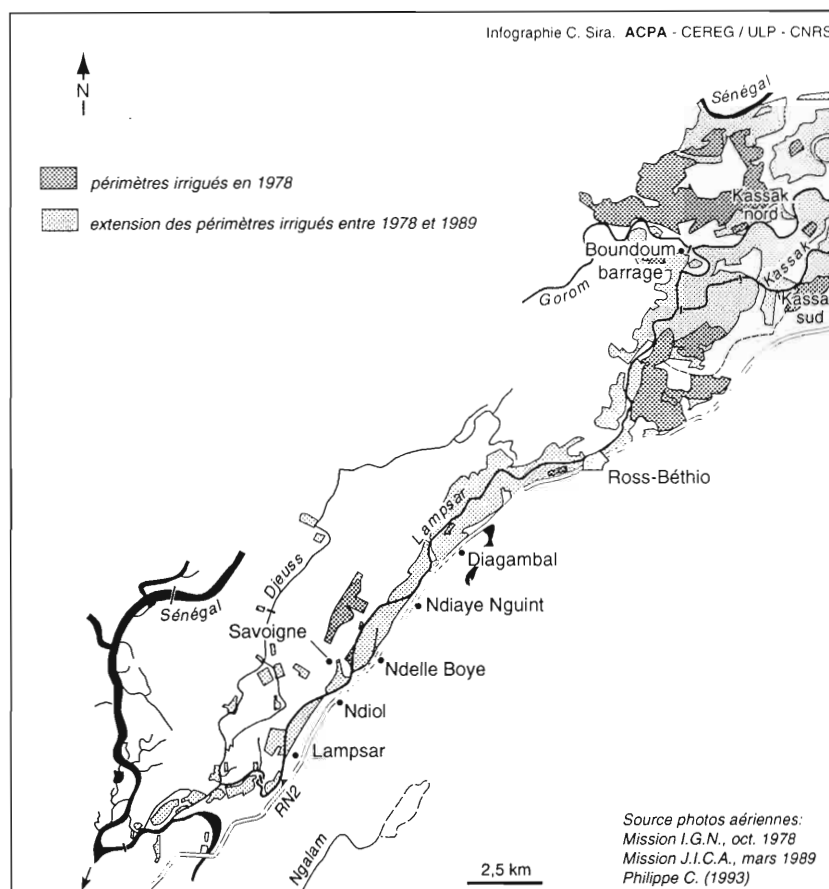 Infographie C. Sira. ACPA - CEREG / ULP - CNRS
N
Sénégal
périmètres irrigués en 1978
extension des périmètres irrigués entre 1978 et 1989
Kassak
nord
Boundoum
barrage
Kassak
Gorom
Kassa
sud
Ross-Béthio
Lampsar
Diagambal
Djeuss
Ndiaye Nguint
Sénégal
Savoigne
Ndelle Boye
Ndiol
Lampsar
RN2
Ngalam
2,5 km
Source photos aériennes:
Mission I.G.N., oct. 1978
Mission J.I.C.A., mars 1989
Philippe C. (1993)